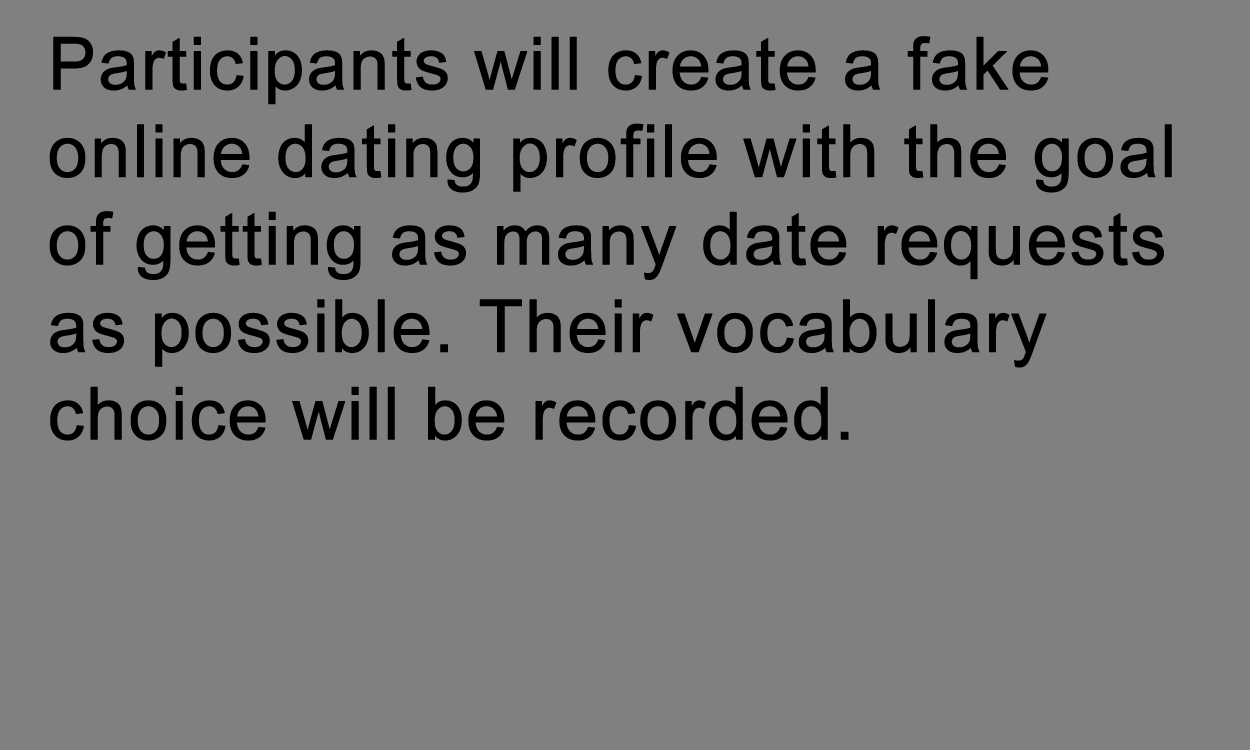 Participants will create a fake
online dating profile with the goal
of getting as many date requests
as possible. Their vocabulary
choice will be recorded.